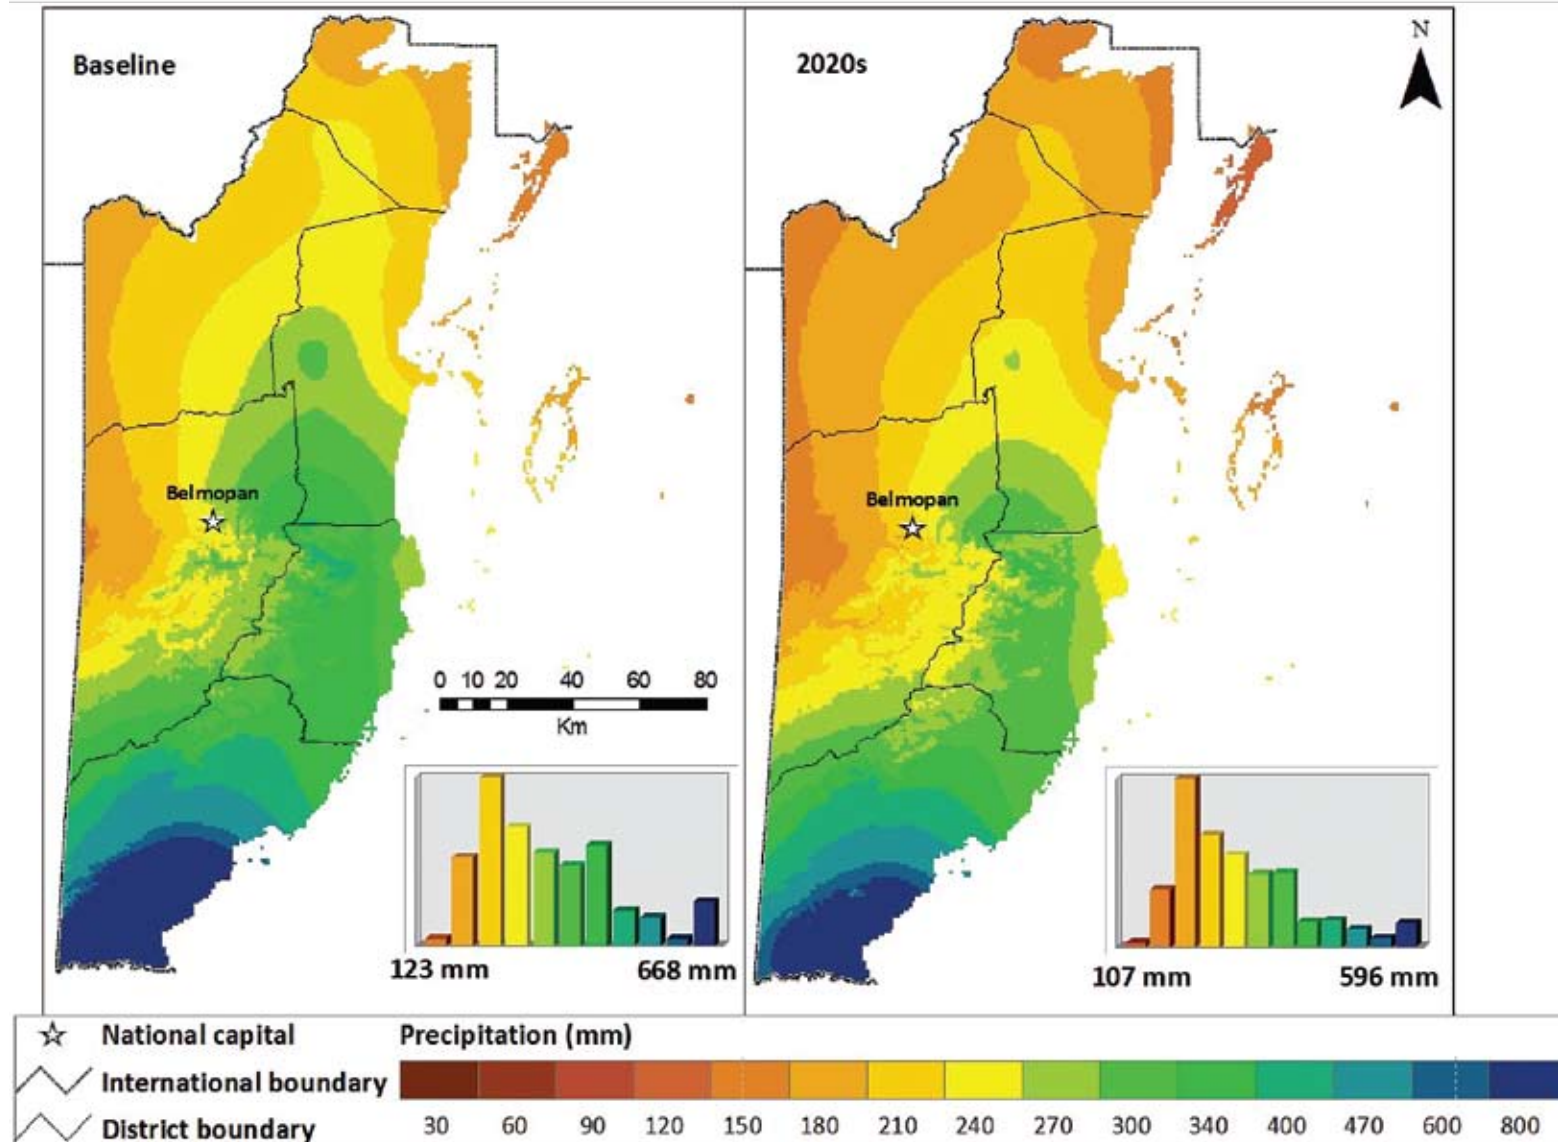 Baseline
2020s
N
Belmopan
Belmopan
0 10 20 40 60 80
Km
123 mm 668 mm
107 mm 596 mm
National capital
International boundary
District boundary
Precipitation (mm)
30 60 90 120 150 180 210 240 270 300 340 400 470 600 800